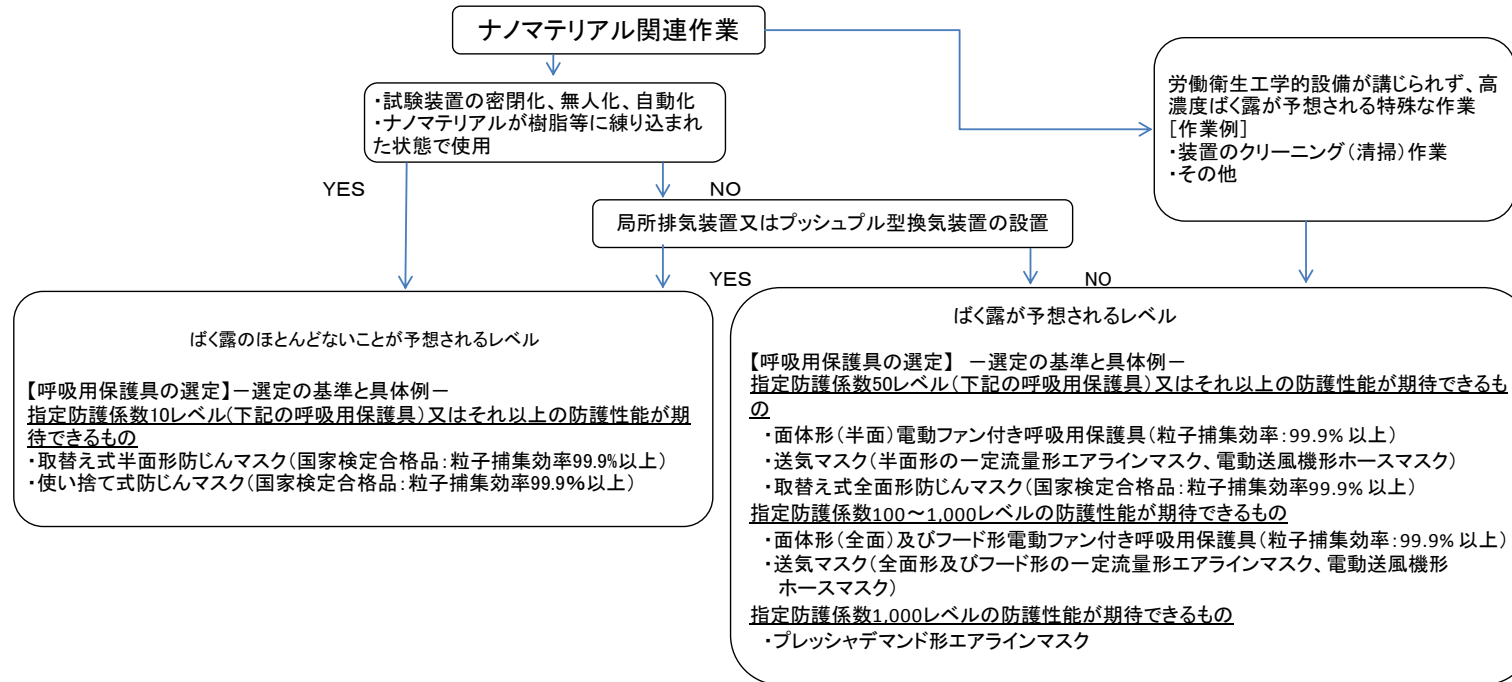 ナノマテリアル関連作業
・試験装置の密閉化、無人化、自動化
・ナノマテリアルが樹脂等に練り込まれ
た状態で使用
労働衛生工学的設備が講じられず、高
濃度ばく露が予想される特殊な作業
[作業例]
・装置のクリーニング(清掃)作業
・その他
YES
NO
局所排気装置又はプッシュプル型換気装置の設置
YES
NO
ばく露のほとんどないことが予想されるレベル
【呼吸用保護具の選定】-選定の基準と具体例-
指定防護係数10レベル(下記の呼吸用保護具)又はそれ以上の防護性能が期
待できるもの
・取替え式半面形防じんマスク(国家検定合格品:粒子捕集効率99.9%以上)
・使い捨て式防じんマスク(国家検定合格品:粒子捕集効率99.9%以上)
ばく露が予想されるレベル
【呼吸用保護具の選定】 -選定の基準と具体例-
指定防護係数50レベル(下記の呼吸用保護具)又はそれ以上の防護性能が期待できるも
の
・面体形(半面)電動ファン付き呼吸用保護具(粒子捕集効率:99.9%以上)
・送気マスク(半面形の一定流量形エアラインマスク、電動送風機形ホースマスク)
・取替え式全面形防じんマスク(国家検定合格品:粒子捕集効率99.9%以上)
指定防護係数100~1,000レベルの防護性能が期待できるもの
・面体形(全面)及びフード形電動ファン付き呼吸用保護具(粒子捕集効率:99.9%以上)
・送気マスク(全面形及びフード形の一定流量形エアラインマスク、電動送風機形
ホースマスク)
指定防護係数1,000レベルの防護性能が期待できるもの
・プレッシャデマンド形エアラインマスク